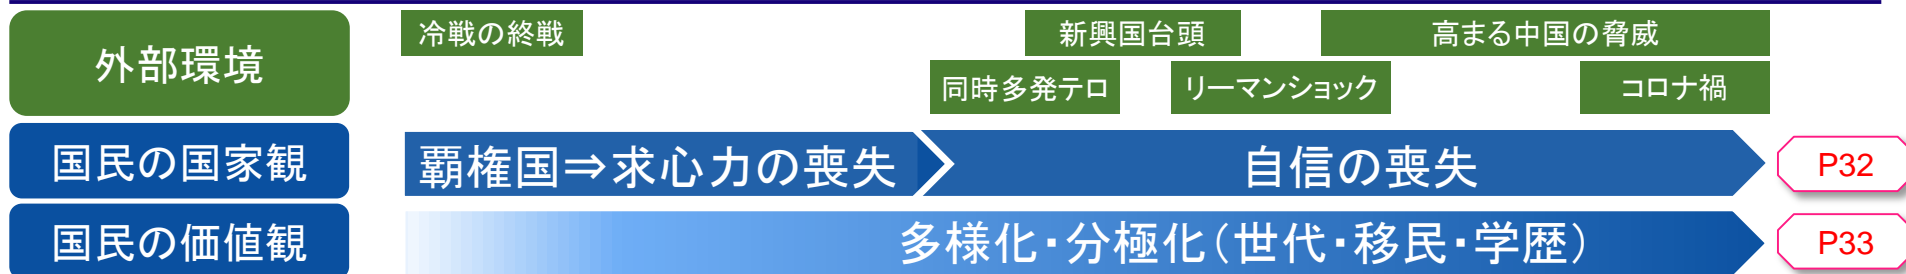 外部環境
冷戦の終戦
新興国台頭
高まる中国の脅威
同時多発テロ
リーマンショック
コロナ禍
国民の国家観
覇権国⇒求心力の喪失
自信の喪失
P32
国民の価値観
多様化・分極化(世代・移民・学歴)
P33